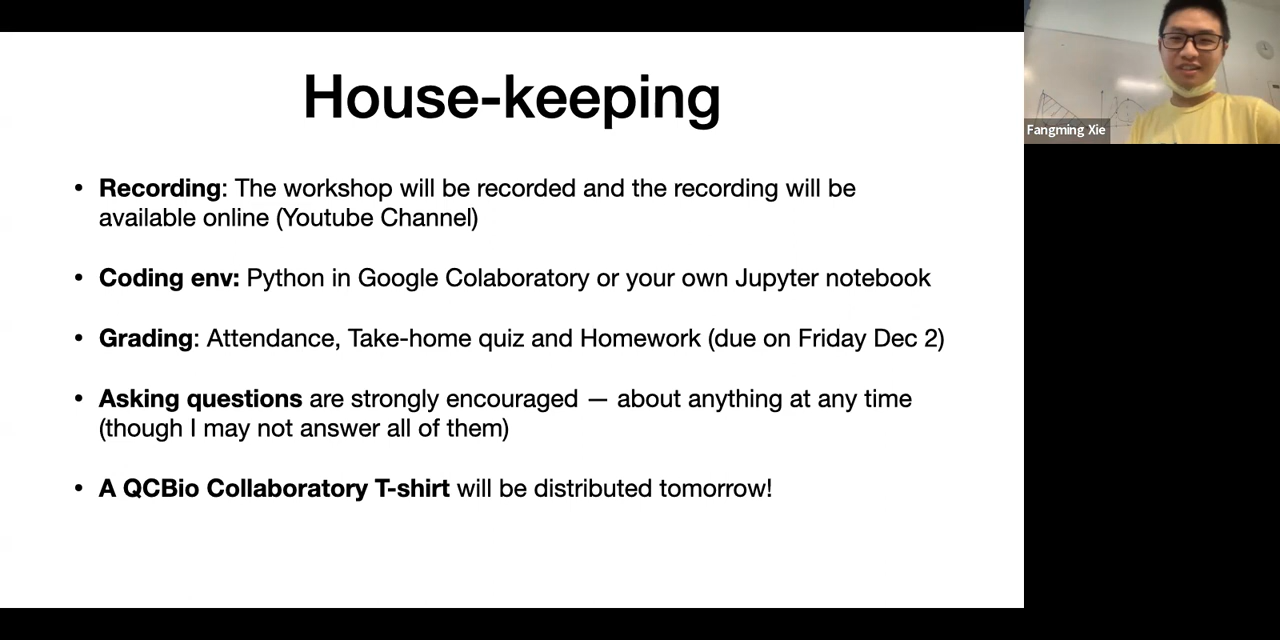 House-keeping
• Recording: The workshop will be recorded and the recording will be
available online (Youtube Channel)
• Coding env: Python in Google Colaboratory or your own Jupyter notebook
• Grading: Attendance, Take-home quiz and Homework (due on Friday Dec 2)
• Asking questions are strongly encouraged — about anything at any time
(though I may not answer all of them)
• A QCBio Collaboratory T-shirt will be distributed tomorrow!
Fangming Xie